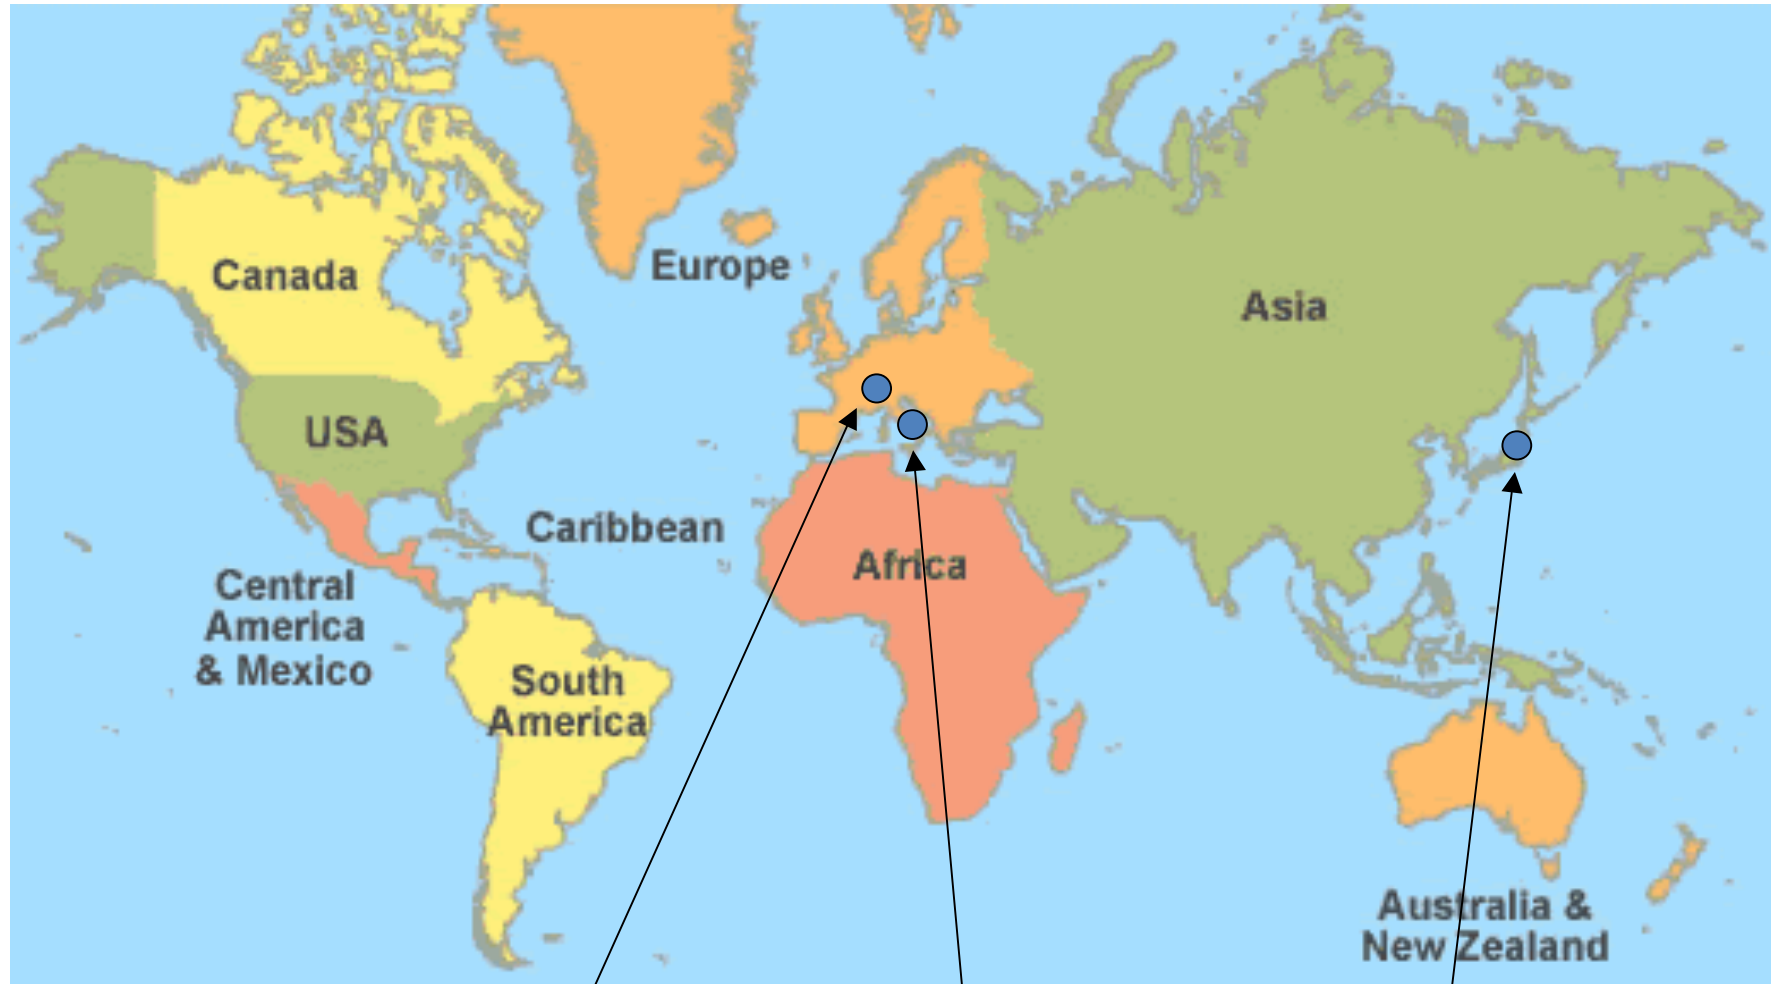 Canada
Europe
Asia
USA
Caribbean
Africa
Central
America
& Mexico
South
America
Australia &
New Zealand